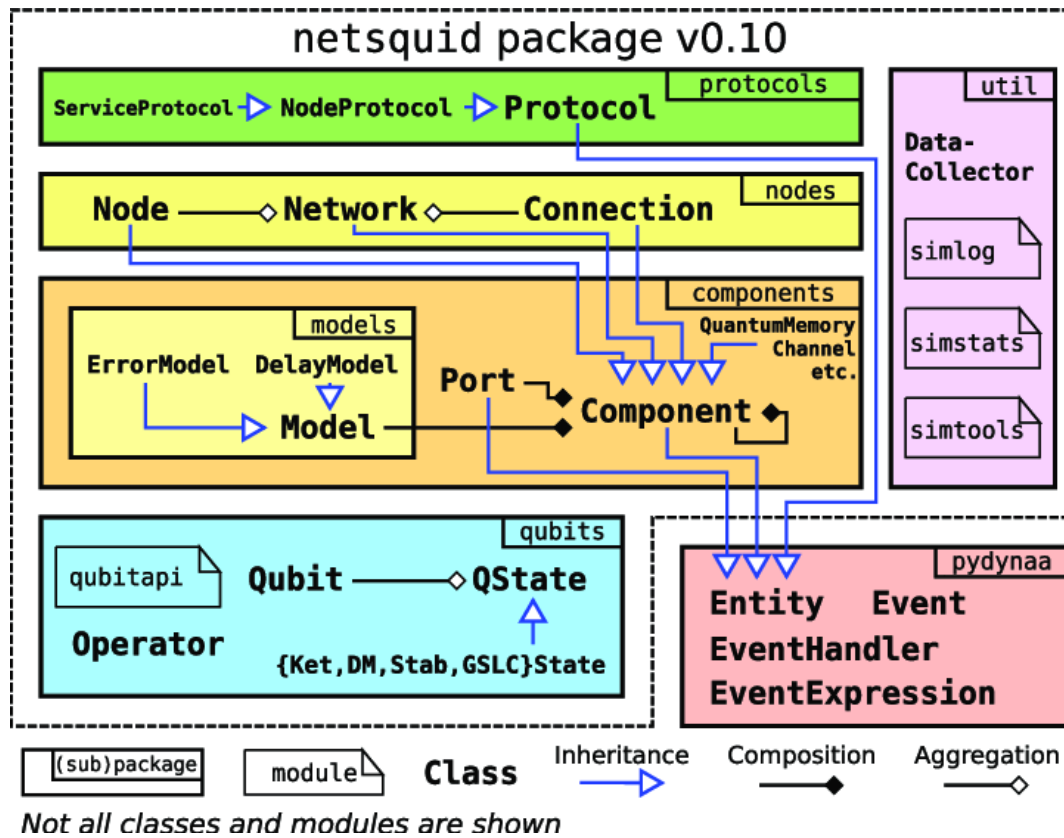 netsquid package v0.10
protocols
ServiceProtocol
NodeProtocol
Protocol
util
Data-
Collector
simlog
simstats
simtools
nodes
Node
Network
Connection
components
models
ErrorModel
DelayModel
Model
Port
Component
QuantumMemory
Channel
etc.
qubits
qubitapi
Qubit
QState
Operator
{Ket,DM,Stab,GSLC}State
pydynaa
Entity Event
EventHandler
EventExpression
(sub)package
module
Class
Inheritance
Composition
Aggregation
Not all classes and modules are shown